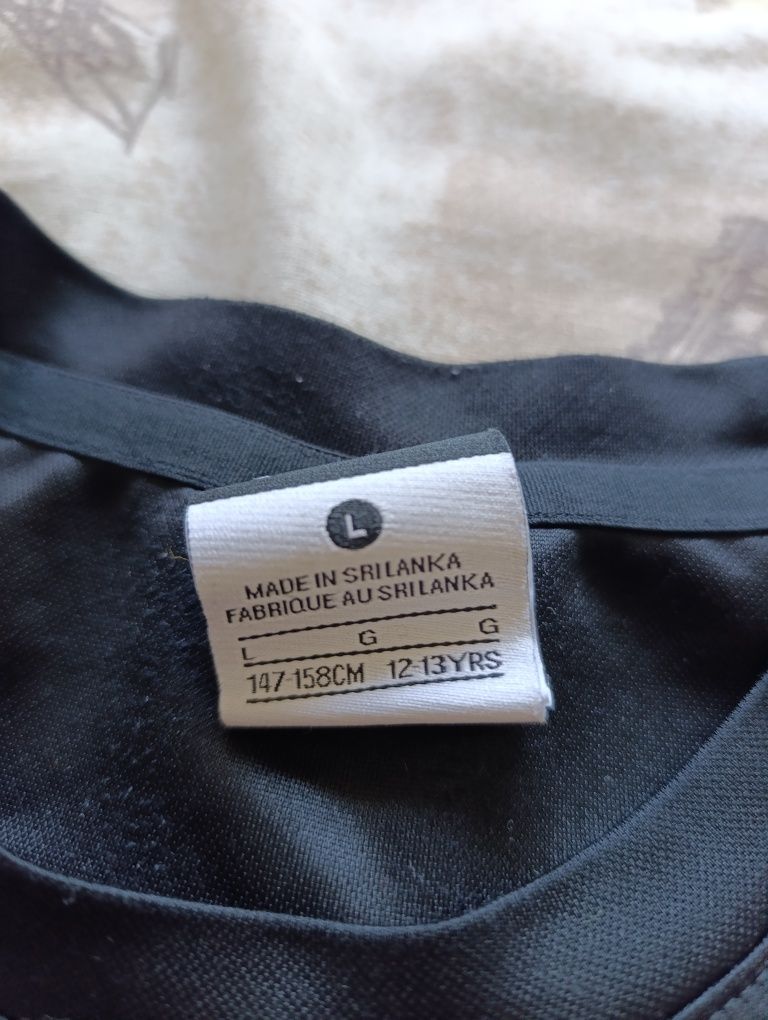 L
MADE IN SRI LANKA
FABRIQUE AU SRI LANKA
L G G
147-158CM 12-13YRS